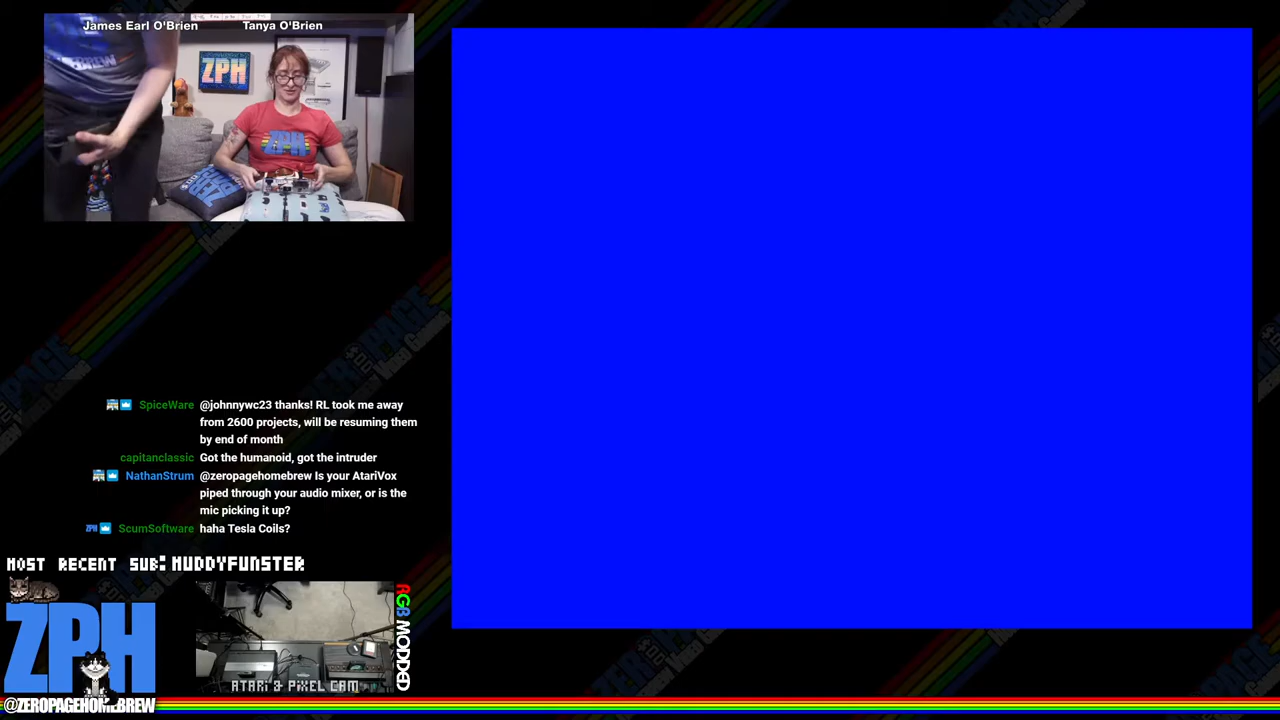 James Earl O'Brien
Tanya O'Brien
ZPH
ZPH
SpiceWare @johnnywc23 thanks! RL took me away
from 2600 projects, will be resuming them
by end of month
capitanclassic Got the humanoid, got the intruder
NathanStrum @zeropagehomebrew Is your AtariVox
piped through your audio mixer, or is the
mic picking it up?
ZPH ScumSoftware haha Tesla Coils?
MOST RECENT SUB: MUDDYFUNSTER
ZPH
RGB MODDED
ATARI & PIXEL CAM
@ZEROPAGEHOMEBREW